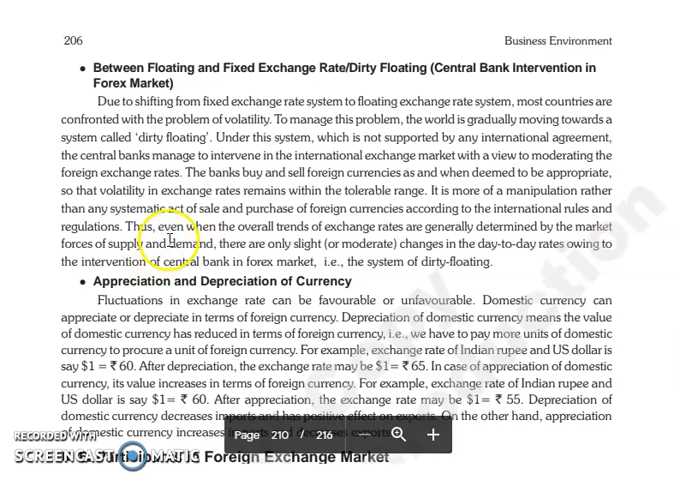 206 Business Environment
• Between Floating and Fixed Exchange Rate/Dirty Floating (Central Bank Intervention in
Forex Market)
Due to shifting from fixed exchange rate system to floating exchange rate system, most countries are
confronted with the problem of volatility. To manage this problem, the world is gradually moving towards a
system called 'dirty floating'. Under this system, which is not supported by any international agreement,
the central banks manage to intervene in the international exchange market with a view to moderating the
foreign exchange rates. The banks buy and sell foreign currencies as and when deemed to be appropriate,
so that volatility in exchange rates remains within the tolerable range. It is more of a manipulation rather
than any systematic act of sale and purchase of foreign currencies according to the international rules and
regulations. Thus, even when the overall trends of exchange rates are generally determined by the market
forces of supply and demand, there are only slight (or moderate) changes in the day-to-day rates owing to
the intervention of central bank in forex market, i.e., the system of dirty-floating.
• Appreciation and Depreciation of Currency
Fluctuations in exchange rate can be favourable or unfavourable. Domestic currency can
appreciate or depreciate in terms of foreign currency. Depreciation of domestic currency means the value
of domestic currency has reduced in terms of foreign currency, i.e., we have to pay more units of domestic
currency to procure a unit of foreign currency. For example, exchange rate of Indian rupee and US dollar is
say $1 = ₹ 60. After depreciation, the exchange rate may be $1= ₹ 65. In case of appreciation of domestic
currency, its value increases in terms of foreign currency. For example, exchange rate of Indian rupee and
US dollar is say $1= ₹ 60. After appreciation, the exchange rate may be $1= ₹ 55. Depreciation of
domestic currency decreases imports and has positive effect on exports. On the other hand, appreciation
of domestic currency increases
Foreign Exchange Market
Page 210 / 216
RECORDED WITH
SCREENCAST-O-MATIC